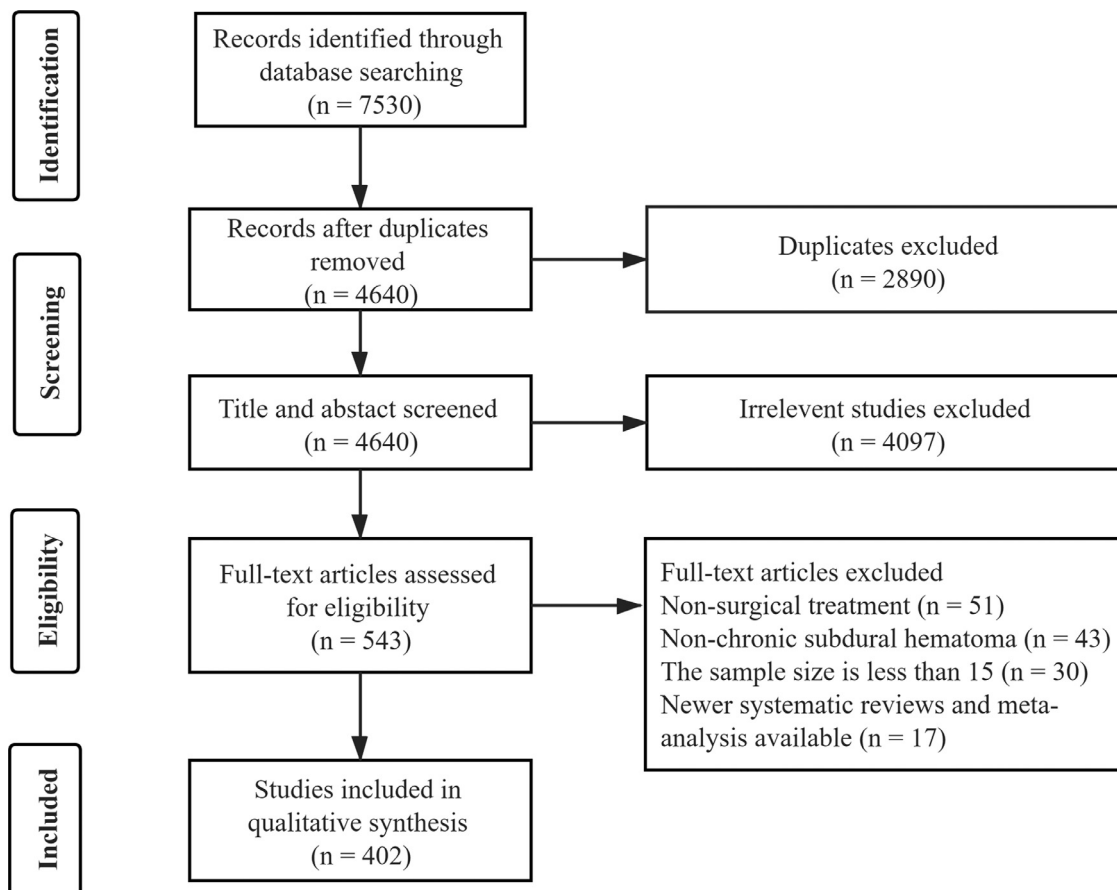 Identification
Records identified through
database searching
(n = 7530)
Records after duplicates
removed
(n = 4640)
Duplicates excluded
(n = 2890)
Screening
Title and abstact screened
(n = 4640)
Irrelevent studies excluded
(n = 4097)
Eligibility
Full-text articles assessed
for eligibility
(n = 543)
Full-text articles excluded
Non-surgical treatment (n = 51)
Non-chronic subdural hematoma (n = 43)
The sample size is less than 15 (n = 30)
Newer systematic reviews and meta-
analysis available (n = 17)
Included
Studies included in
qualitative synthesis
(n = 402)